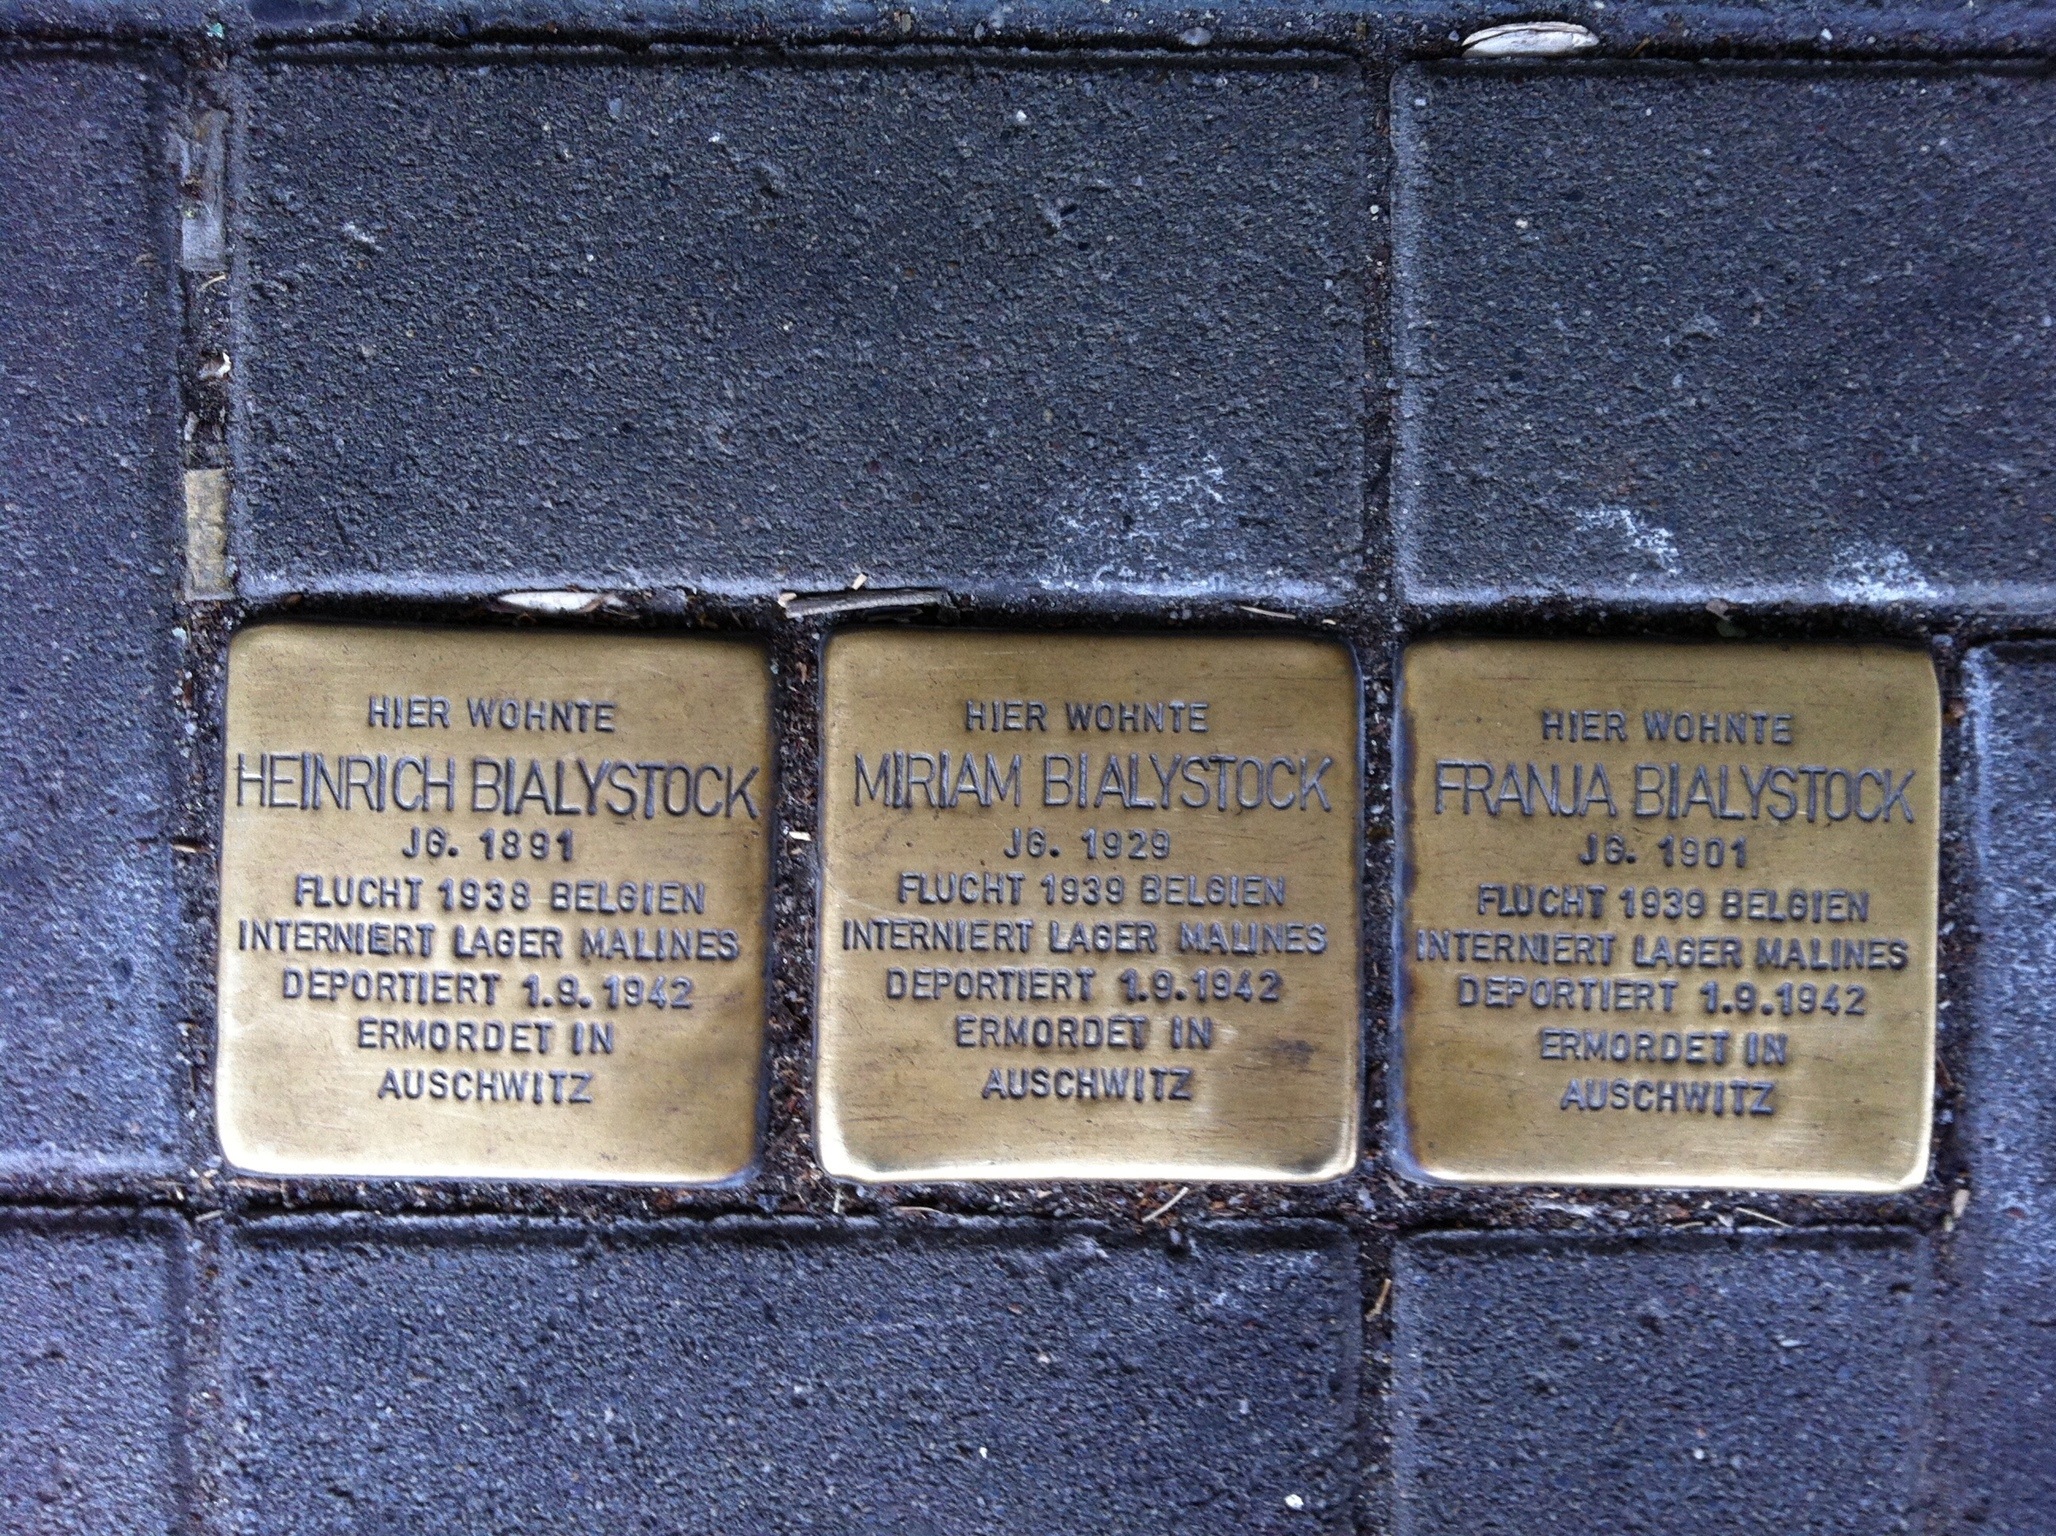 HIER WOHNTE
HEINRICH BIALYSTOCK
JG. 1891
FLUCHT 1938 BELGIEN
INTERNIERT LAGER MALINES
DEPORTIERT 1.9.1942
ERMORDET IN
AUSCHWITZ
HIER WOHNTE
MIRIAM BIALYSTOCK
JG. 1929
FLUCHT 1939 BELGIEN
INTERNIERT LAGER MALINES
DEPORTIERT 1.9.1942
ERMORDET IN
AUSCHWITZ
HIER WOHNTE
FRANJA BIALYSTOCK
JG. 1901
FLUCHT 1939 BELGIEN
INTERNIERT LAGER MALINES
DEPORTIERT 1.9.1942
ERMORDET IN
AUSCHWITZ